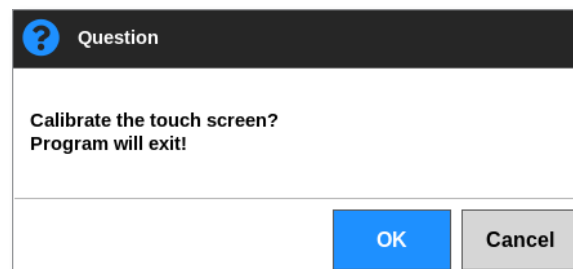 Question
Calibrate the touch screen?
Program will exit!
OK
Cancel